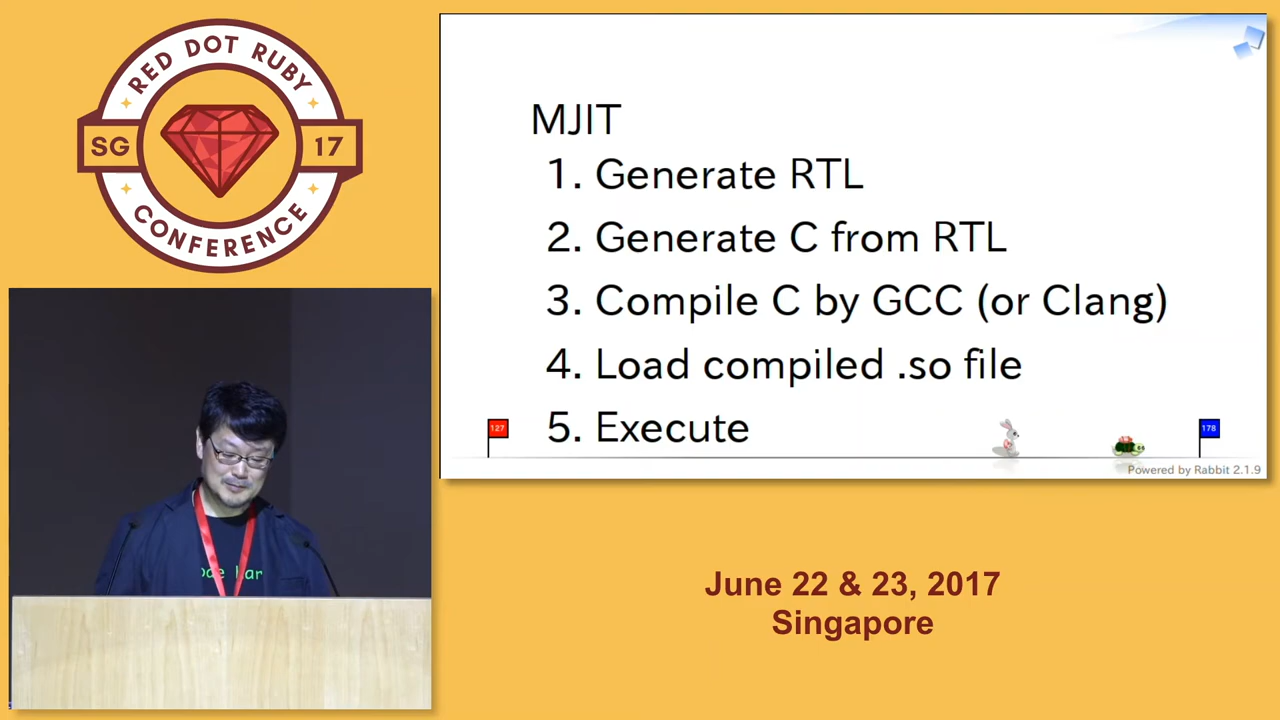 RED DOT RUBY
SG
17
CONFERENCE
MJIT
1. Generate RTL
2. Generate C from RTL
3. Compile C by GCC (or Clang)
4. Load compiled .so file
5. Execute
127
178
Powered by Rabbit 2.1.9
June 22 & 23, 2017
Singapore